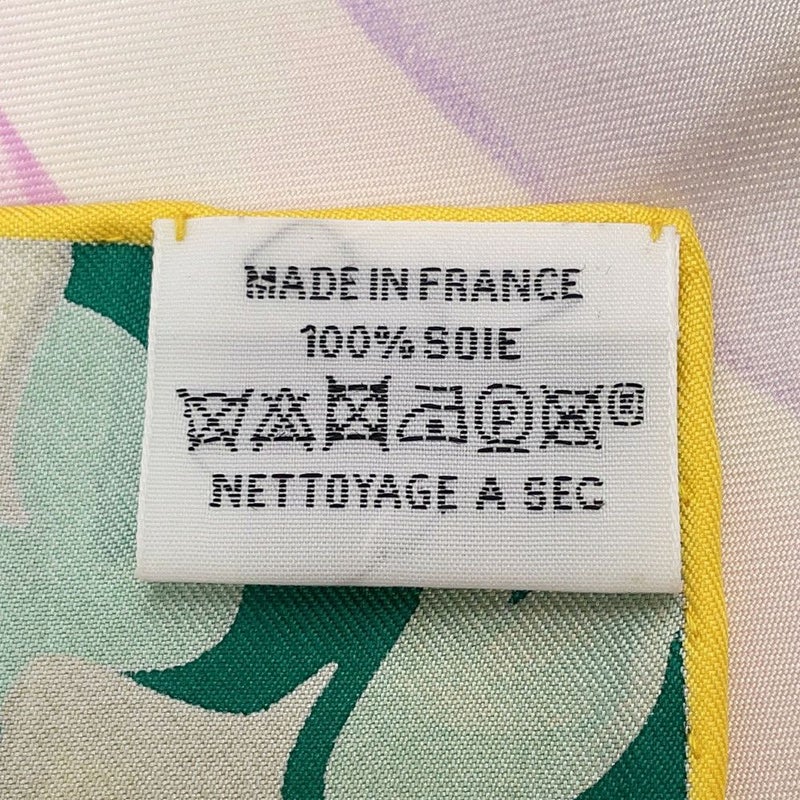 MADE IN FRANCE
100% SOIE
P ®
NETTOYAGE A SEC